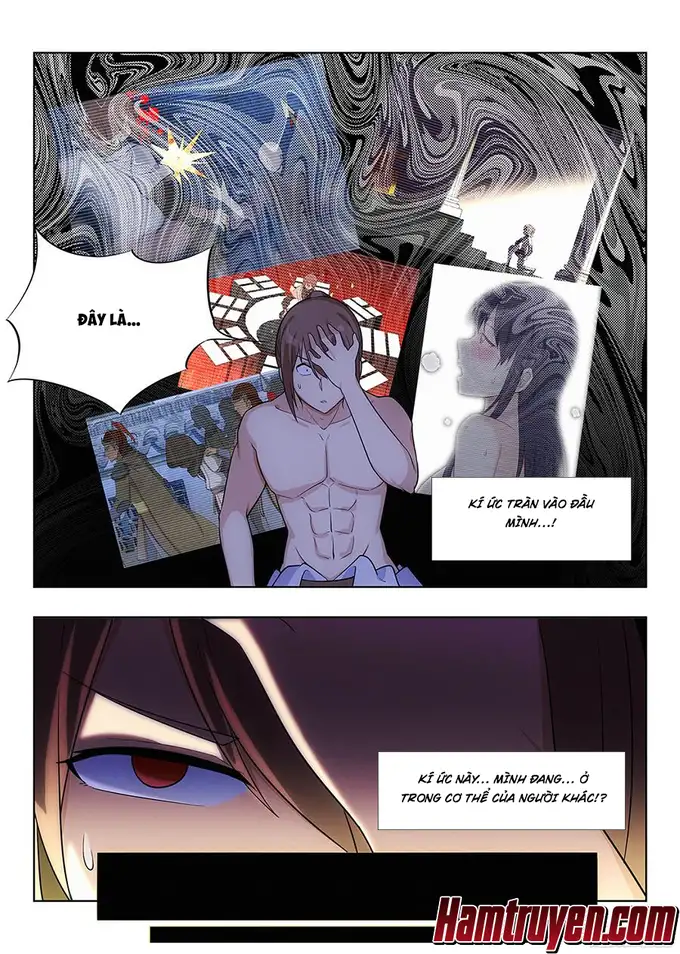 ĐÂY LÀ...
KÍ ỨC TRÀN VÀO ĐẦU
MÌNH...!
KÍ ỨC NÀY... MÌNH ĐANG... Ở
TRONG CƠ THỂ CỦA NGƯỜI KHÁC!?
Hamtruyen.com